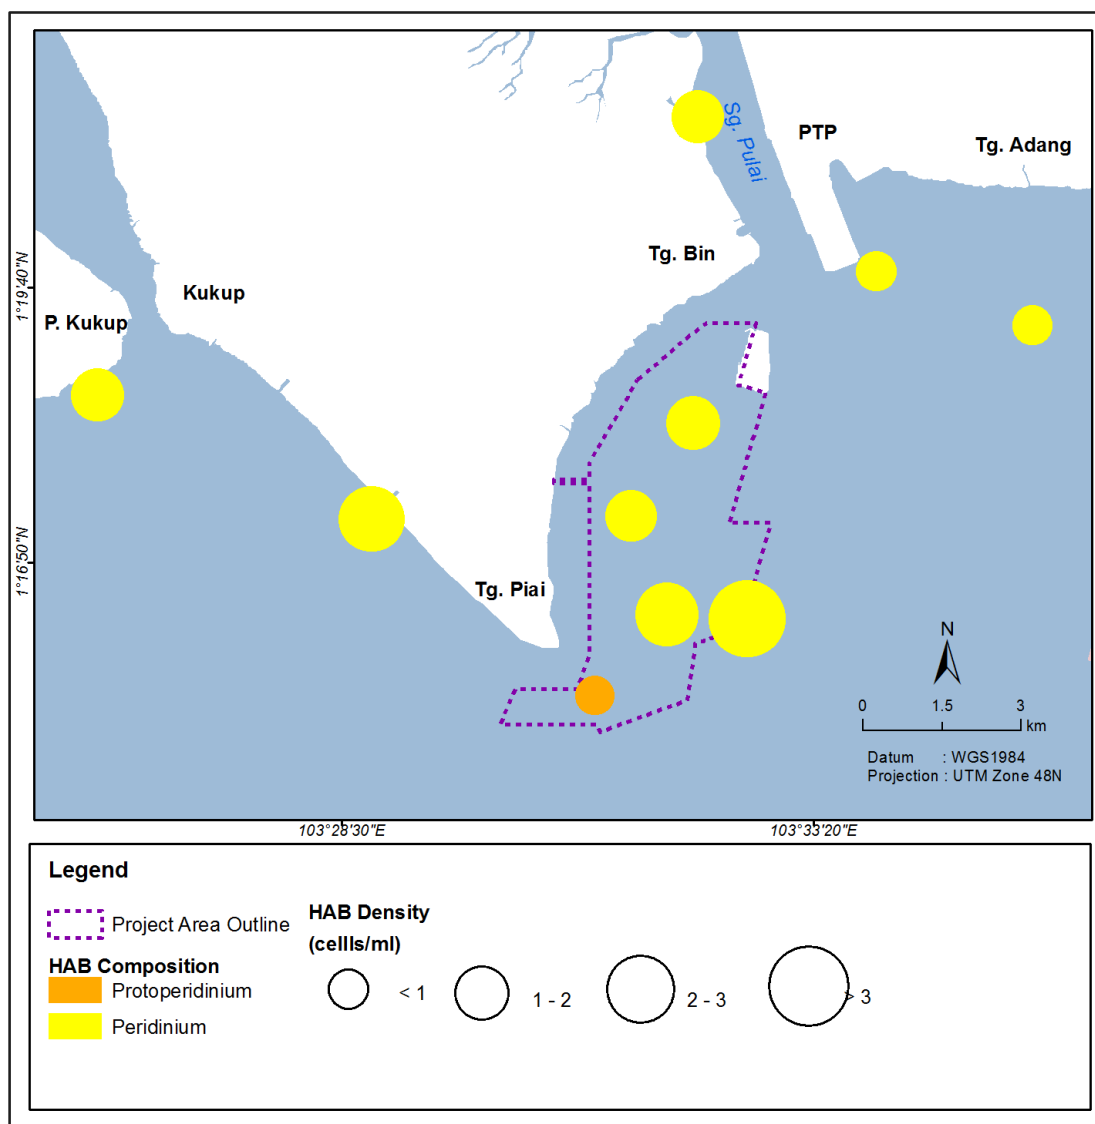 Sg. Pulai
PTP
Tg. Adang
Tg. Bin
1°19'40"N
Kukup
P. Kukup
1°16'50"N
Tg. Piai
N
0 1.5 3
km
Datum : WGS1984
Projection : UTM Zone 48N
103°28'30"E
103°33'20"E
Legend
Project Area Outline
HAB Composition
Protoperidinium
Peridinium
HAB Density
(cellls/ml)
< 1
1 - 2
2 - 3
> 3